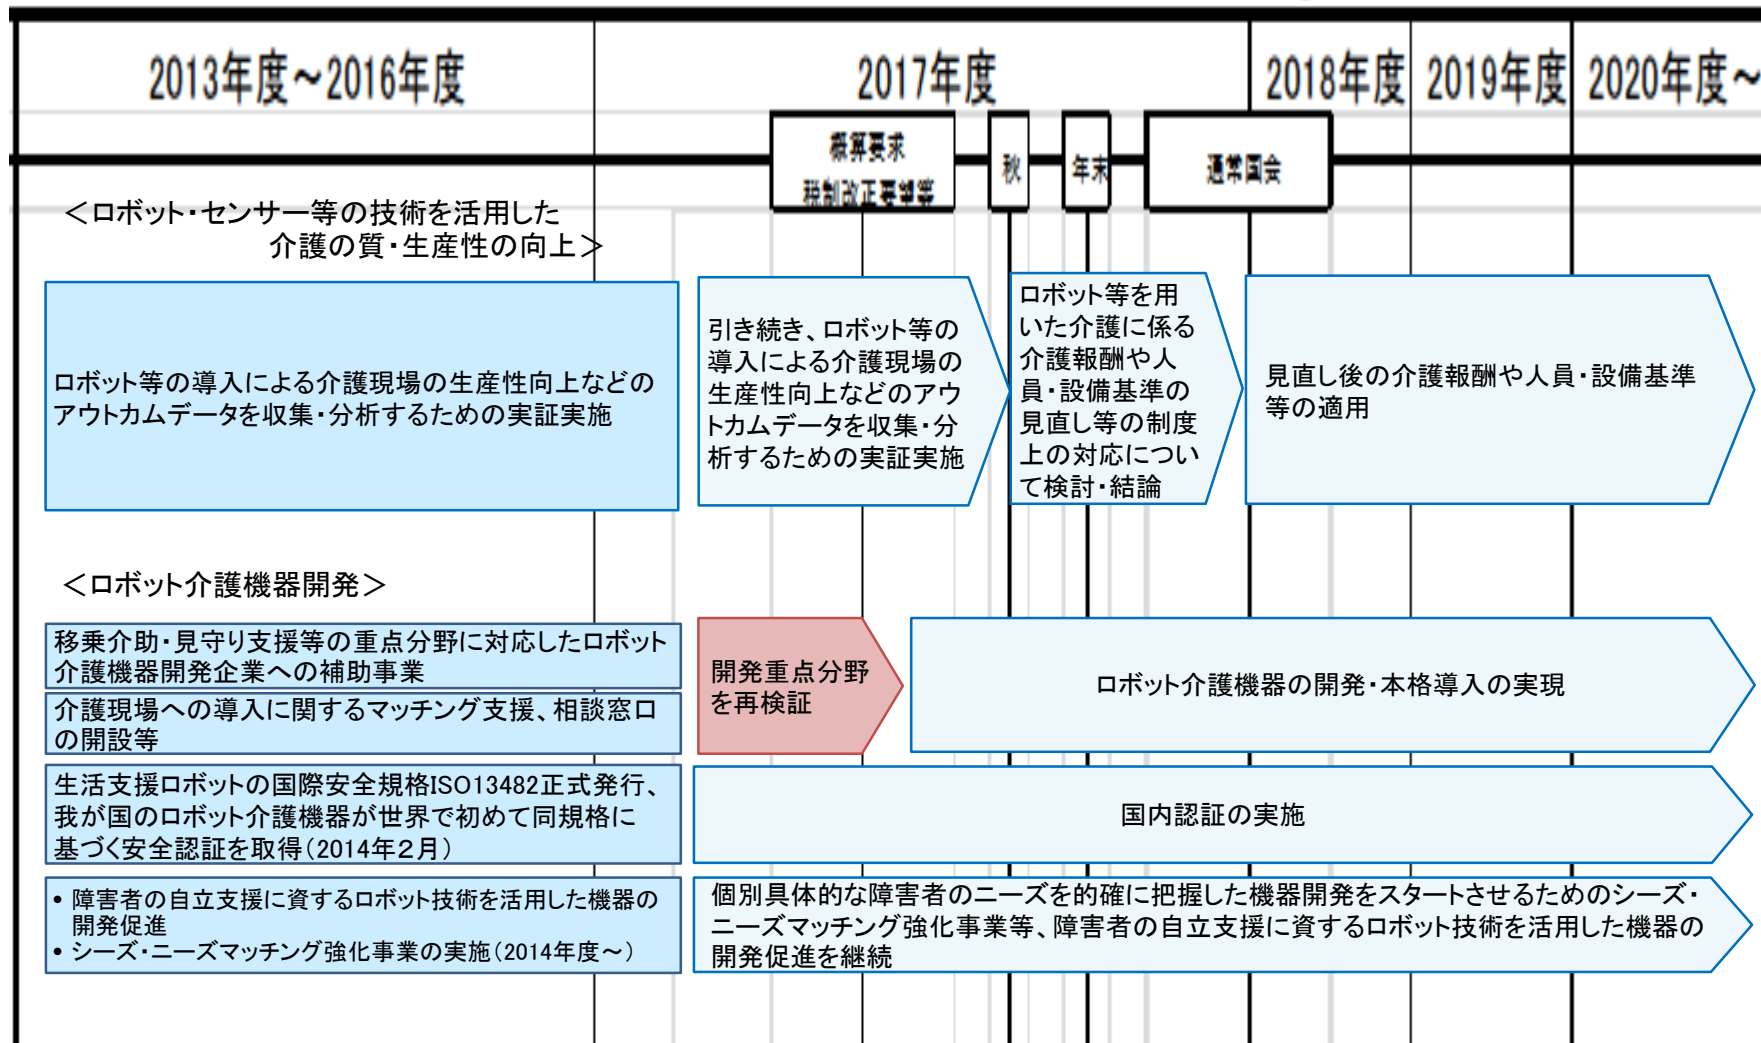 2013年度～2016年度
2017年度
2018年度
2019年度
2020年度～
概算要求
税制改正要望等
秋
年末
通常国会
＜ロボット・センサー等の技術を活用した
介護の質・生産性の向上＞
ロボット等の導入による介護現場の生産性向上などの
アウトカムデータを収集・分析するための実証実施
引き続き、ロボット等の
導入による介護現場の
生産性向上などのアウ
トカムデータを収集・分
析するための実証実施
ロボット等を用
いた介護に係る
介護報酬や人
員・設備基準の
見直し等の制度
上の対応につい
て検討・結論
見直し後の介護報酬や人員・設備基準
等の適用
＜ロボット介護機器開発＞
移乗介助・見守り支援等の重点分野に対応したロボット
介護機器開発企業への補助事業
介護現場への導入に関するマッチング支援、相談窓口
の開設等
開発重点分野
を再検証
ロボット介護機器の開発・本格導入の実現
生活支援ロボットの国際安全規格ISO13482正式発行、
我が国のロボット介護機器が世界で初めて同規格に
基づく安全認証を取得（2014年２月）
国内認証の実施
• 障害者の自立支援に資するロボット技術を活用した機器の
開発促進
• シーズ・ニーズマッチング強化事業の実施（2014年度～）
個別具体的な障害者のニーズを的確に把握した機器開発をスタートさせるためのシーズ・
ニーズマッチング強化事業等、障害者の自立支援に資するロボット技術を活用した機器の
開発促進を継続